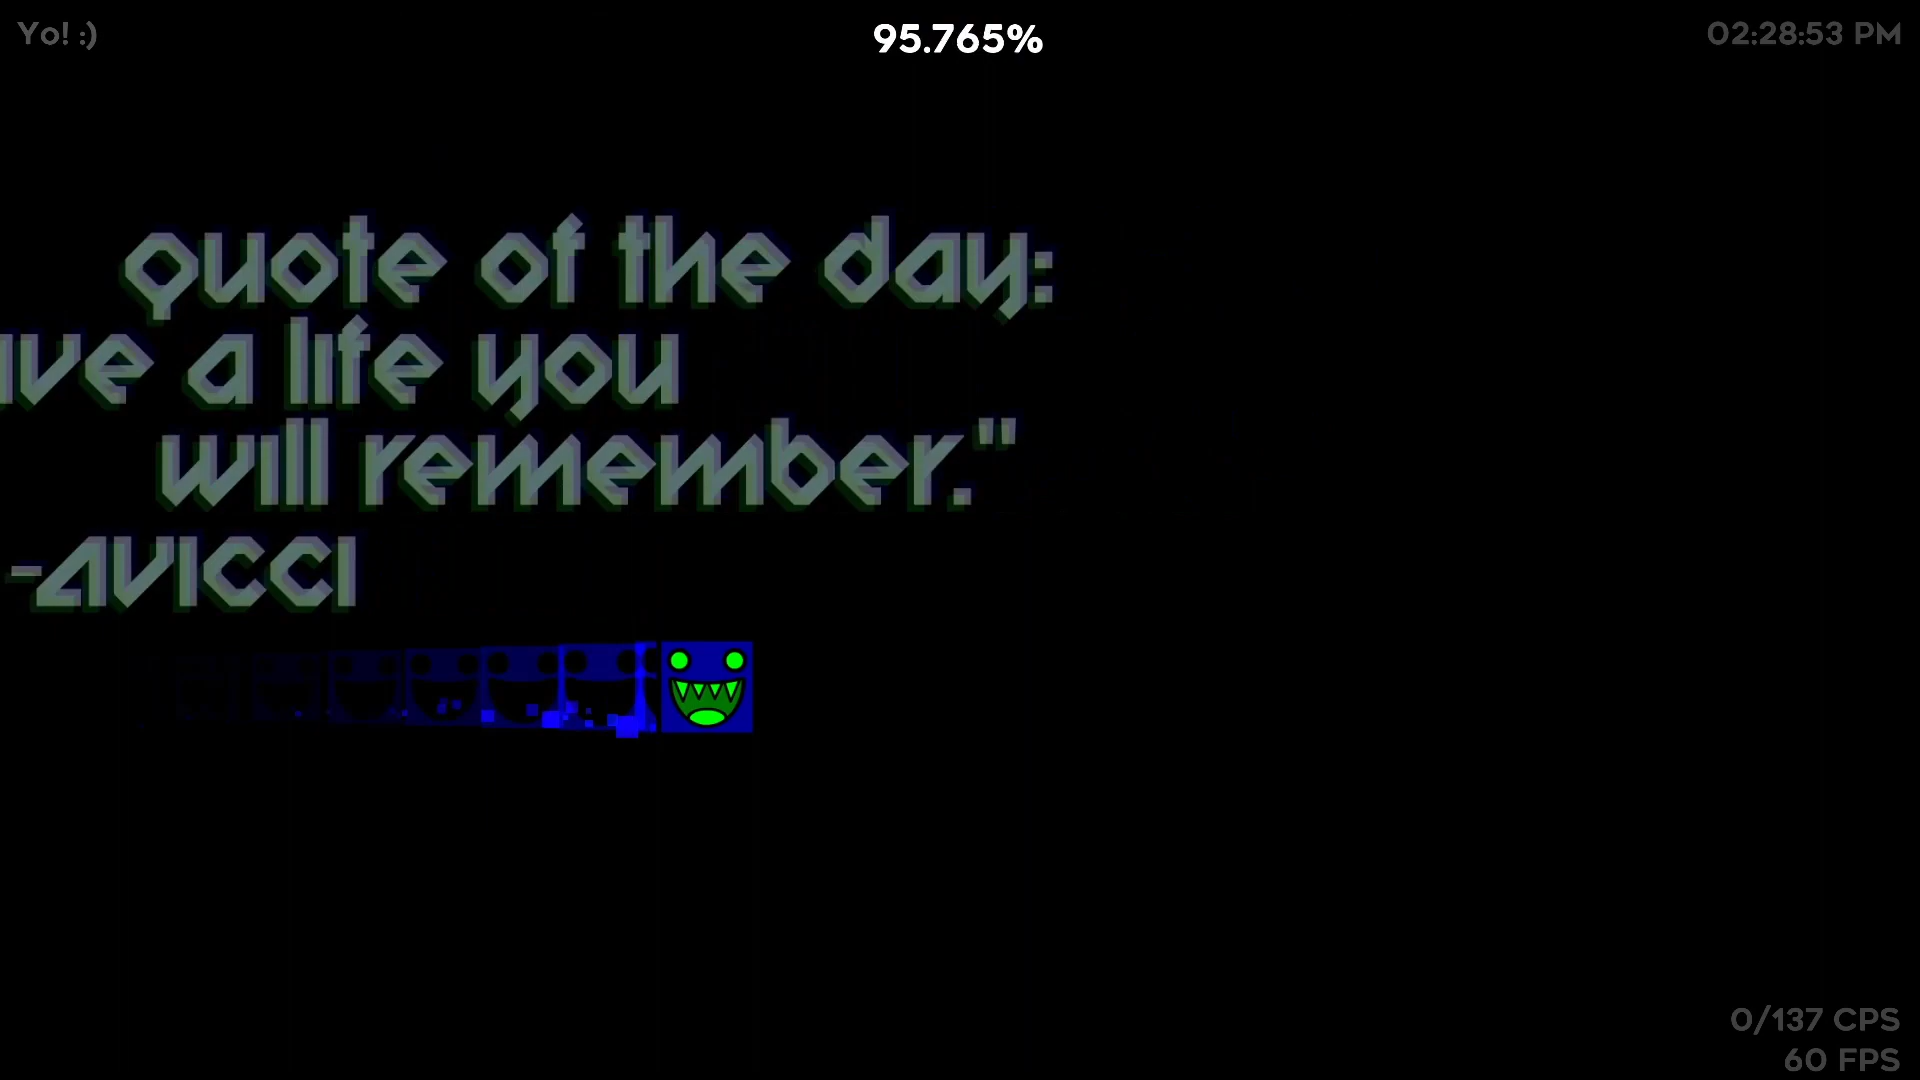 Yo! :)
95.765%
02:28:53 PM
quote of the day:
ve a life you
will remember."
-AVICCI
0/137 CPS
60 FPS